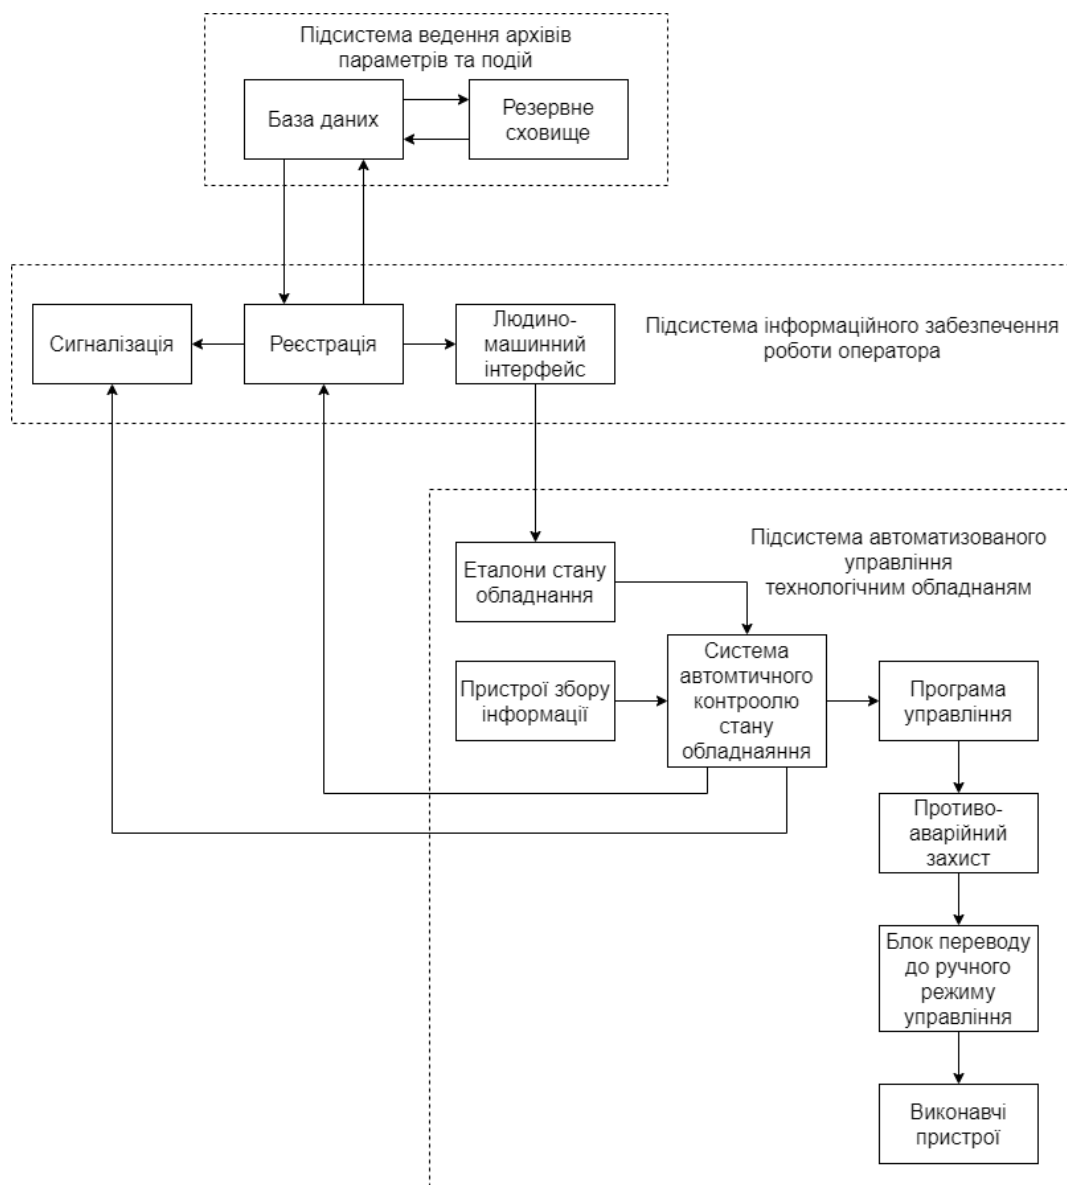 Підсистема ведення архівів
параметрів та подій
База даних
Резервне
сховище
Сигналізація
Реєстрація
Людино-
машинний
інтерфейс
Підсистема інформаційного забезпечення
роботи оператора
Підсистема автоматизованого
управління
технологічним обладнаням
Еталони стану
обладнання
Пристрої збору
інформації
Система
автомтичного
контроолю
стану
обладнаяння
Програма
управління
Противо-
аварійний
захист
Блок переводу
до ручного
режиму
управління
Виконавчі
пристрої